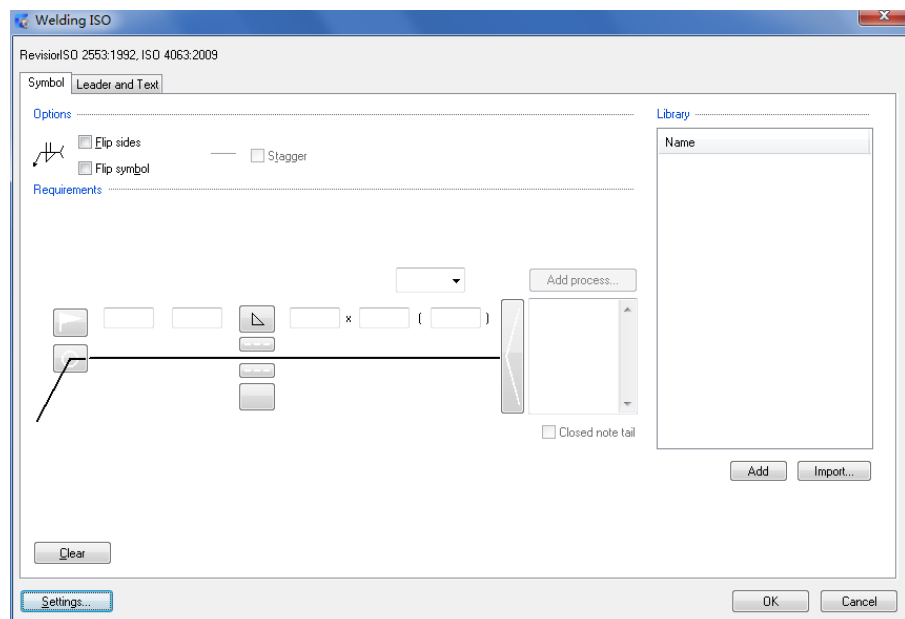 Welding ISO
RevisiorISO 2553:1992, ISO 4063:2009
Symbol Leader and Text
Options Library
Flip sides Name
Stagger
Flip symbol
Requirements
Add process...
x ( )
Closed note tail
Add Import...
Clear
Settings... OK Cancel